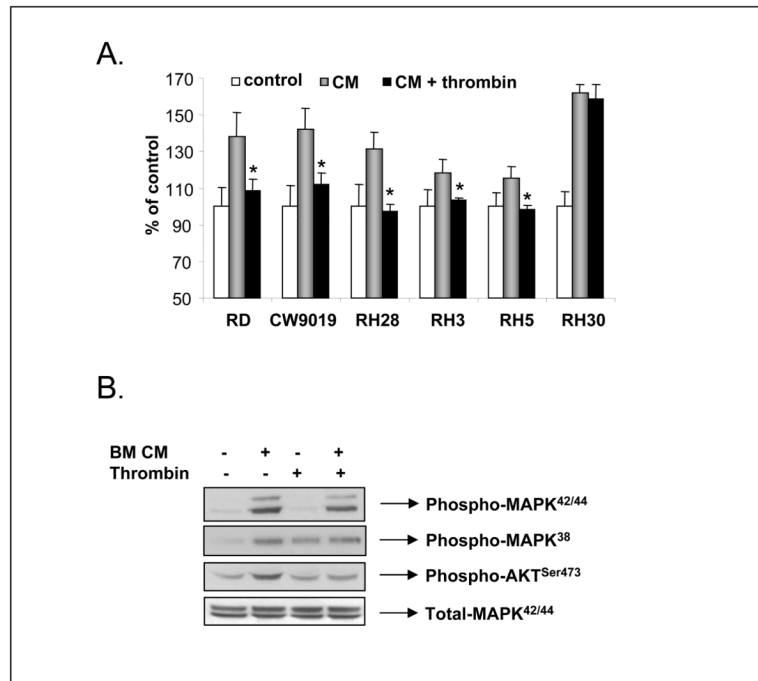 A.
control CM CM + thrombin
% of control
170
150
130
110
90
70
50
* * * * *
RD CW9019 RH28 RH3 RH5 RH30
B.
BM CM - + - +
Thrombin - - + +
Phospho-MAPK42/44
Phospho-MAPK38
Phospho-AKTSer473
Total-MAPK42/44